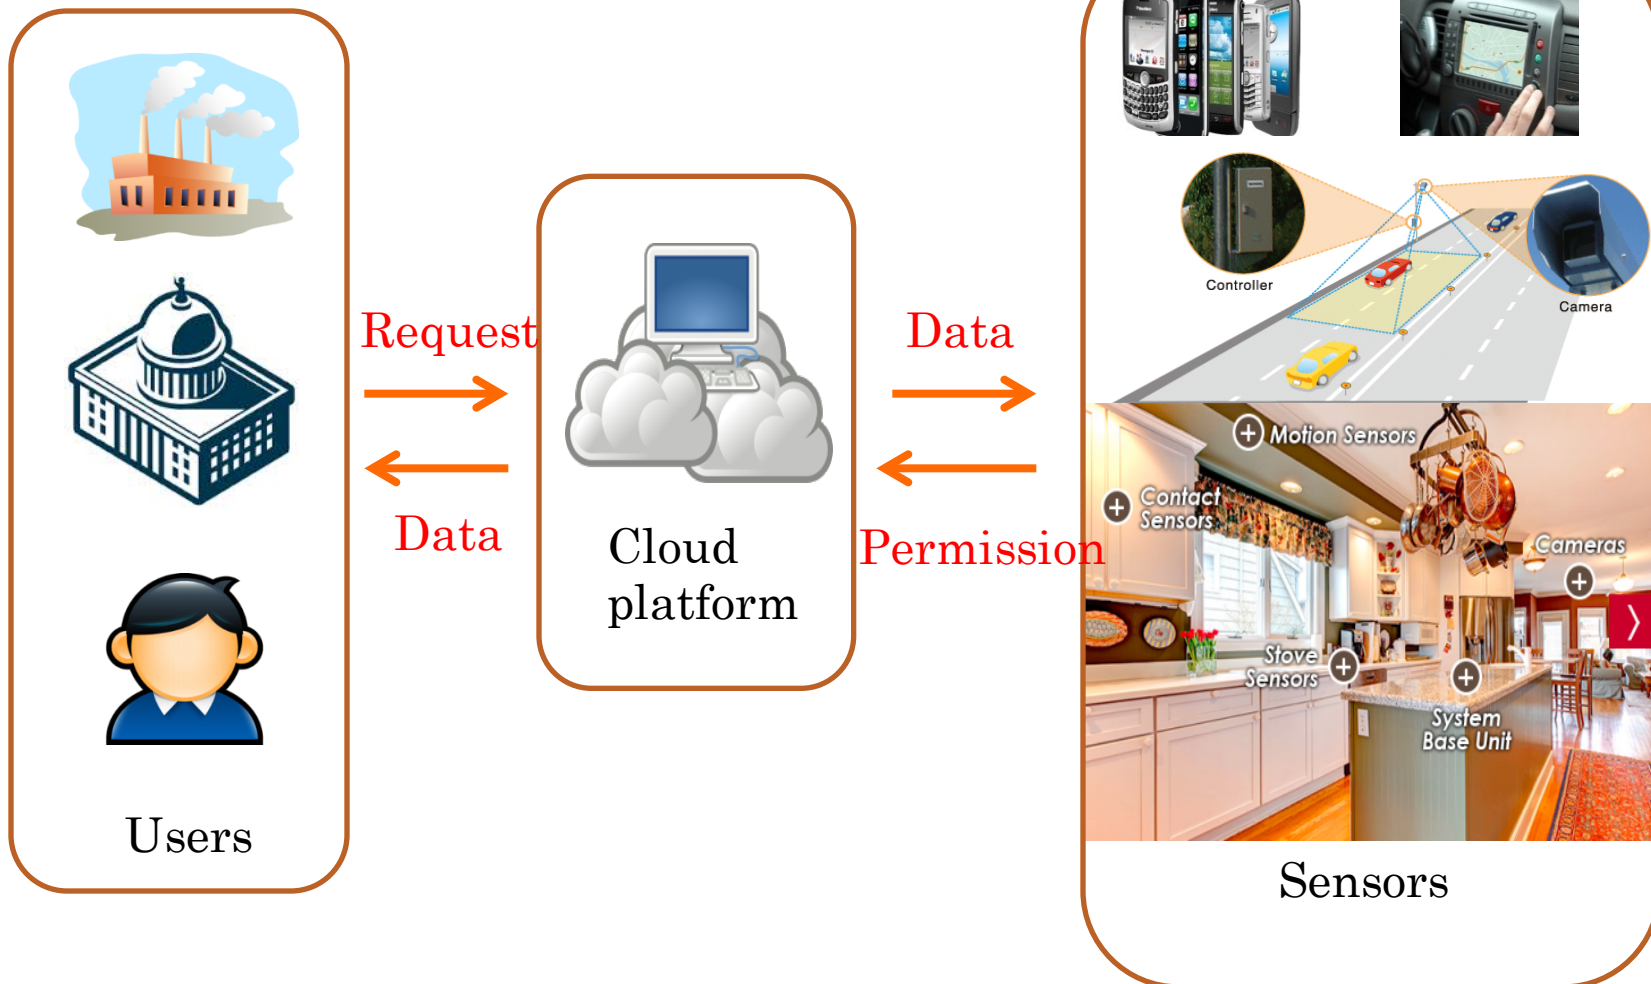 Controller
Camera
Request
Data
Motion Sensors
Contact
Sensors
Data
Cloud
platform
Permission
Cameras
Stove
Sensors
System
Base Unit
Users
Sensors